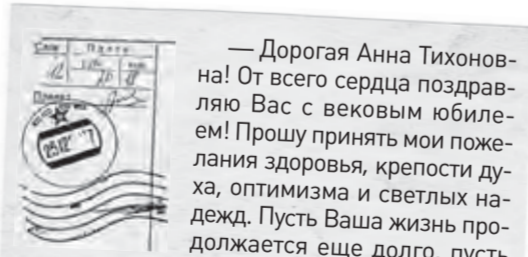 — Дорогая Анна Тихонов-
на! От всего сердца поздрав-
ляю Вас с вековым юбиле-
ем! Прошу принять мои поже-
лания здоровья, крепости ду-
ха, оптимизма и светлых на-
дежд. Пусть Ваша жизнь про-
должается еще долго, пусть